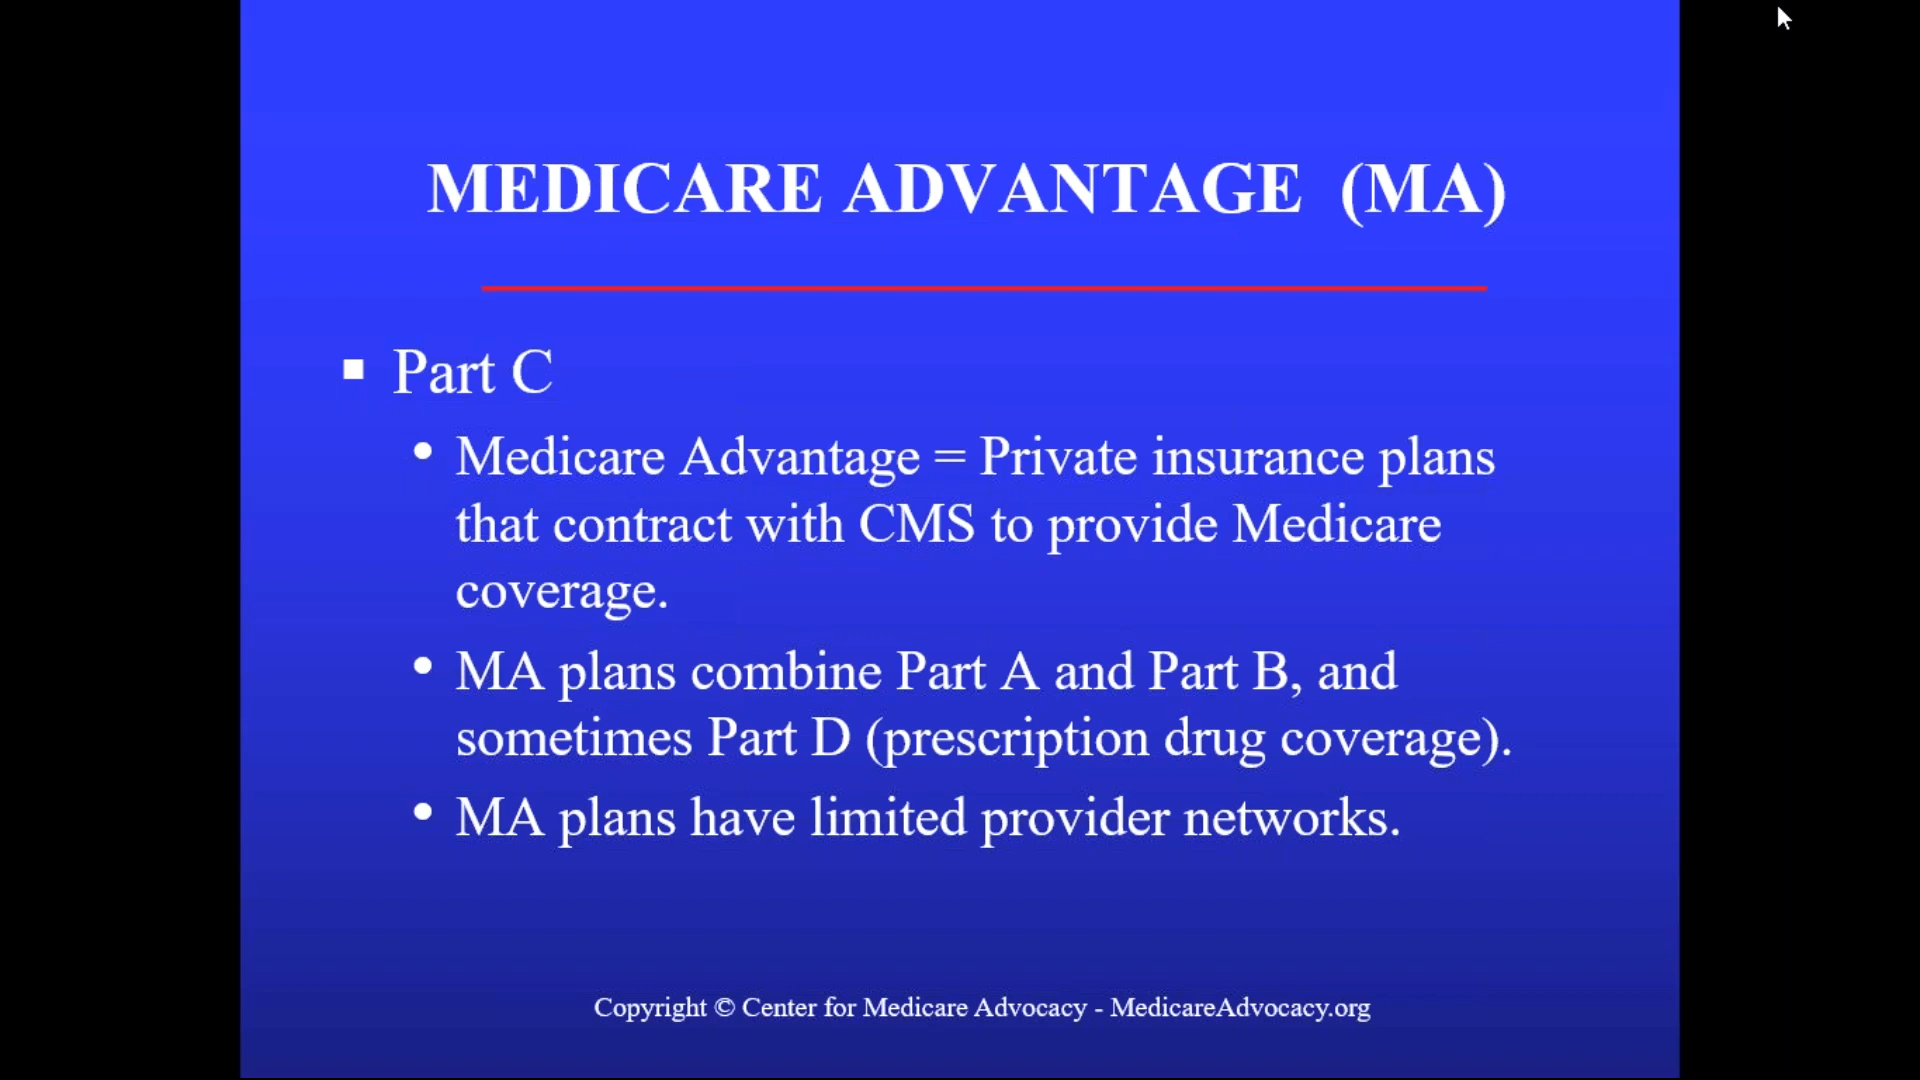 MEDICARE ADVANTAGE (MA)
Part C
Medicare Advantage = Private insurance plans
that contract with CMS to provide Medicare
coverage.
MA plans combine Part A and Part B, and
sometimes Part D (prescription drug coverage).
MA plans have limited provider networks.
Copyright © Center for Medicare Advocacy - MedicareAdvocacy.org